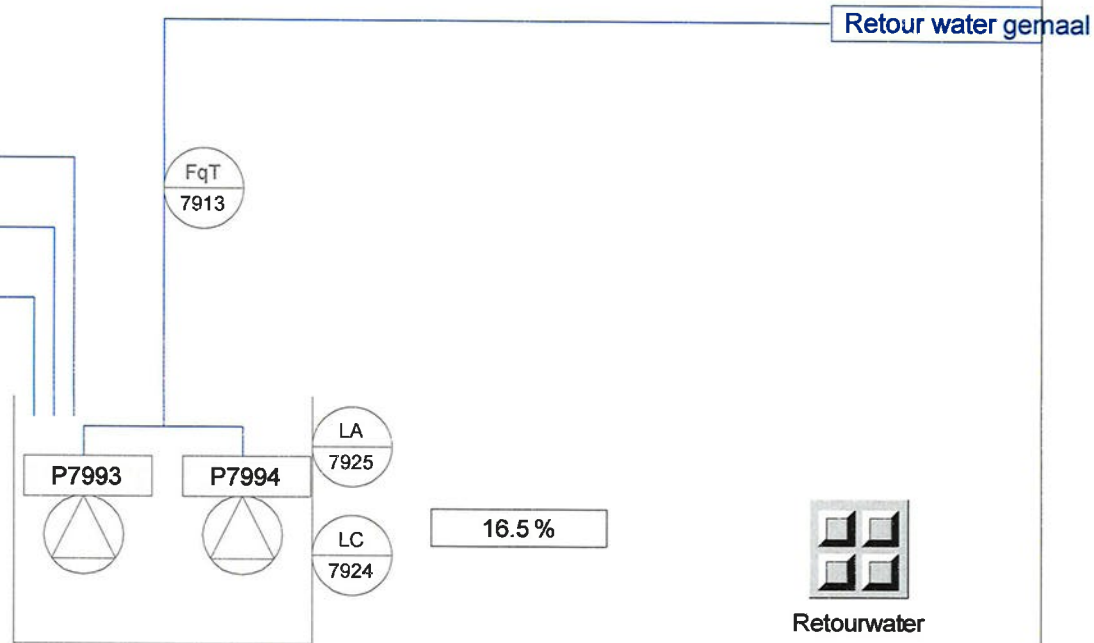 Retour water gemaal
FqT
7913
LA
7925
P7993
P7994
16.5 %
LC
7924
Retourwater